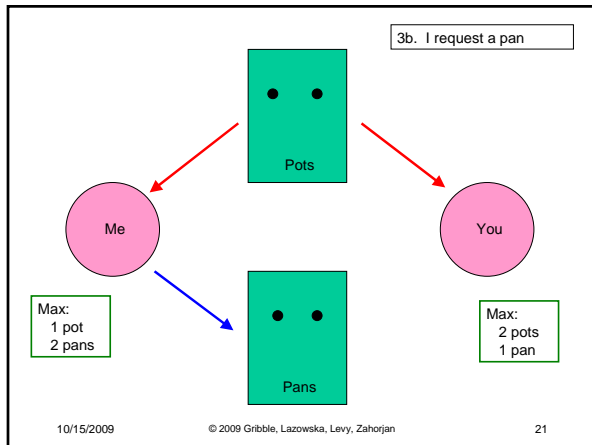 3b. I request a pan
Pots
Me
You
Max:
1 pot
2 pans
Max:
2 pots
1 pan
Pans
10/15/2009
© 2009 Gribble, Lazowska, Levy, Zahorjan
21